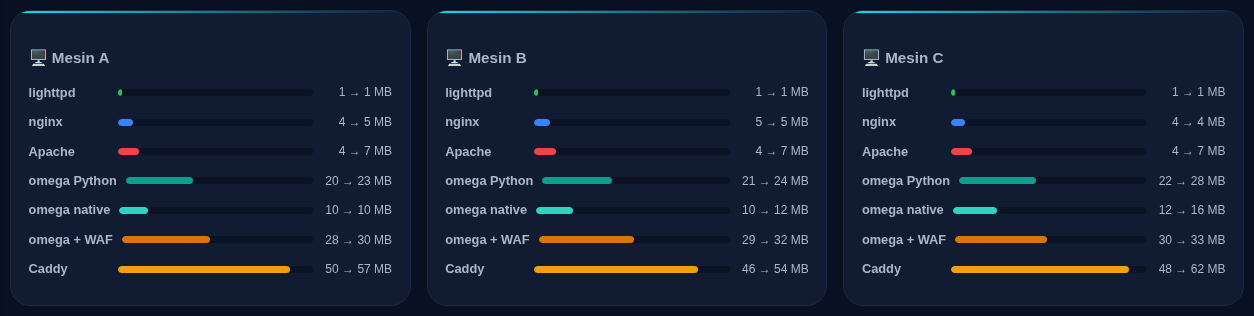 Mesin A
lighttpd 1 → 1 MB
nginx 4 → 5 MB
Apache 4 → 7 MB
omega Python 20 → 23 MB
omega native 10 → 10 MB
omega + WAF 28 → 30 MB
Caddy 50 → 57 MB
Mesin B
lighttpd 1 → 1 MB
nginx 5 → 5 MB
Apache 4 → 7 MB
omega Python 21 → 24 MB
omega native 10 → 12 MB
omega + WAF 29 → 32 MB
Caddy 46 → 54 MB
Mesin C
lighttpd 1 → 1 MB
nginx 4 → 4 MB
Apache 4 → 7 MB
omega Python 22 → 28 MB
omega native 12 → 16 MB
omega + WAF 30 → 33 MB
Caddy 48 → 62 MB